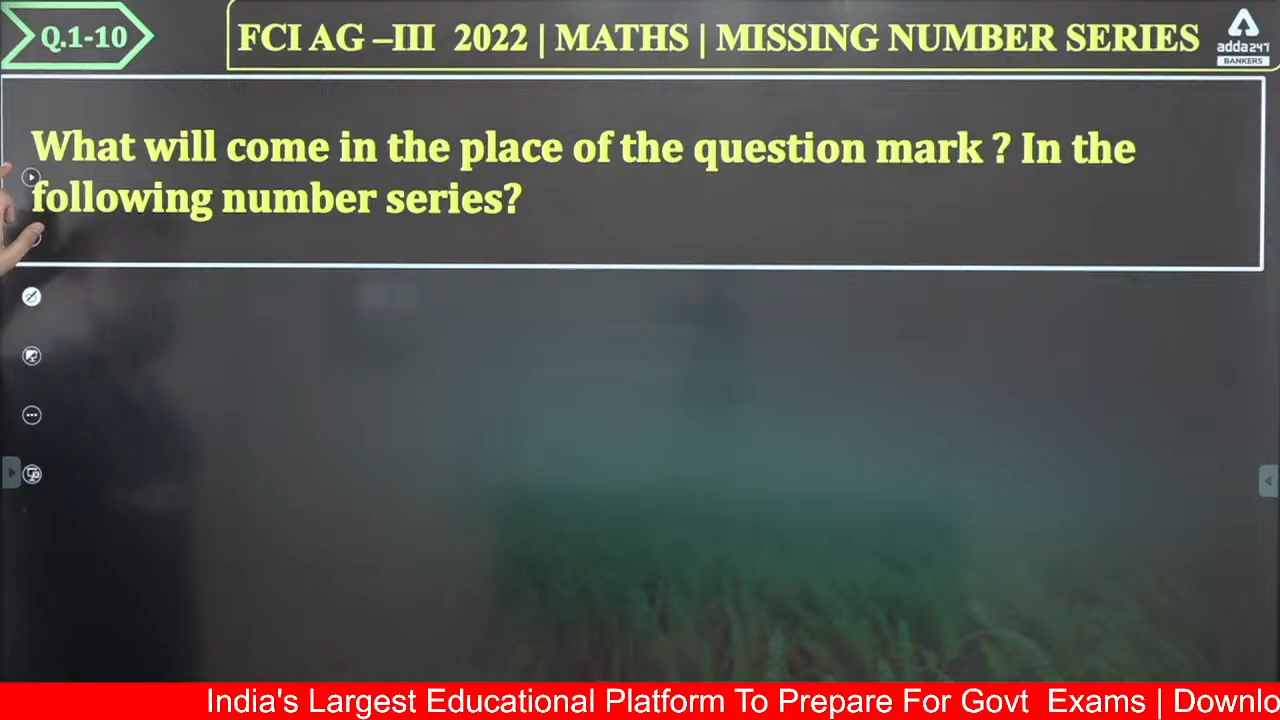 Q.1-10
FCI AG –III 2022 | MATHS | MISSING NUMBER SERIES
adda247
BANKERS
What will come in the place of the question mark ? In the
following number series?
India's Largest Educational Platform To Prepare For Govt Exams | Downlo